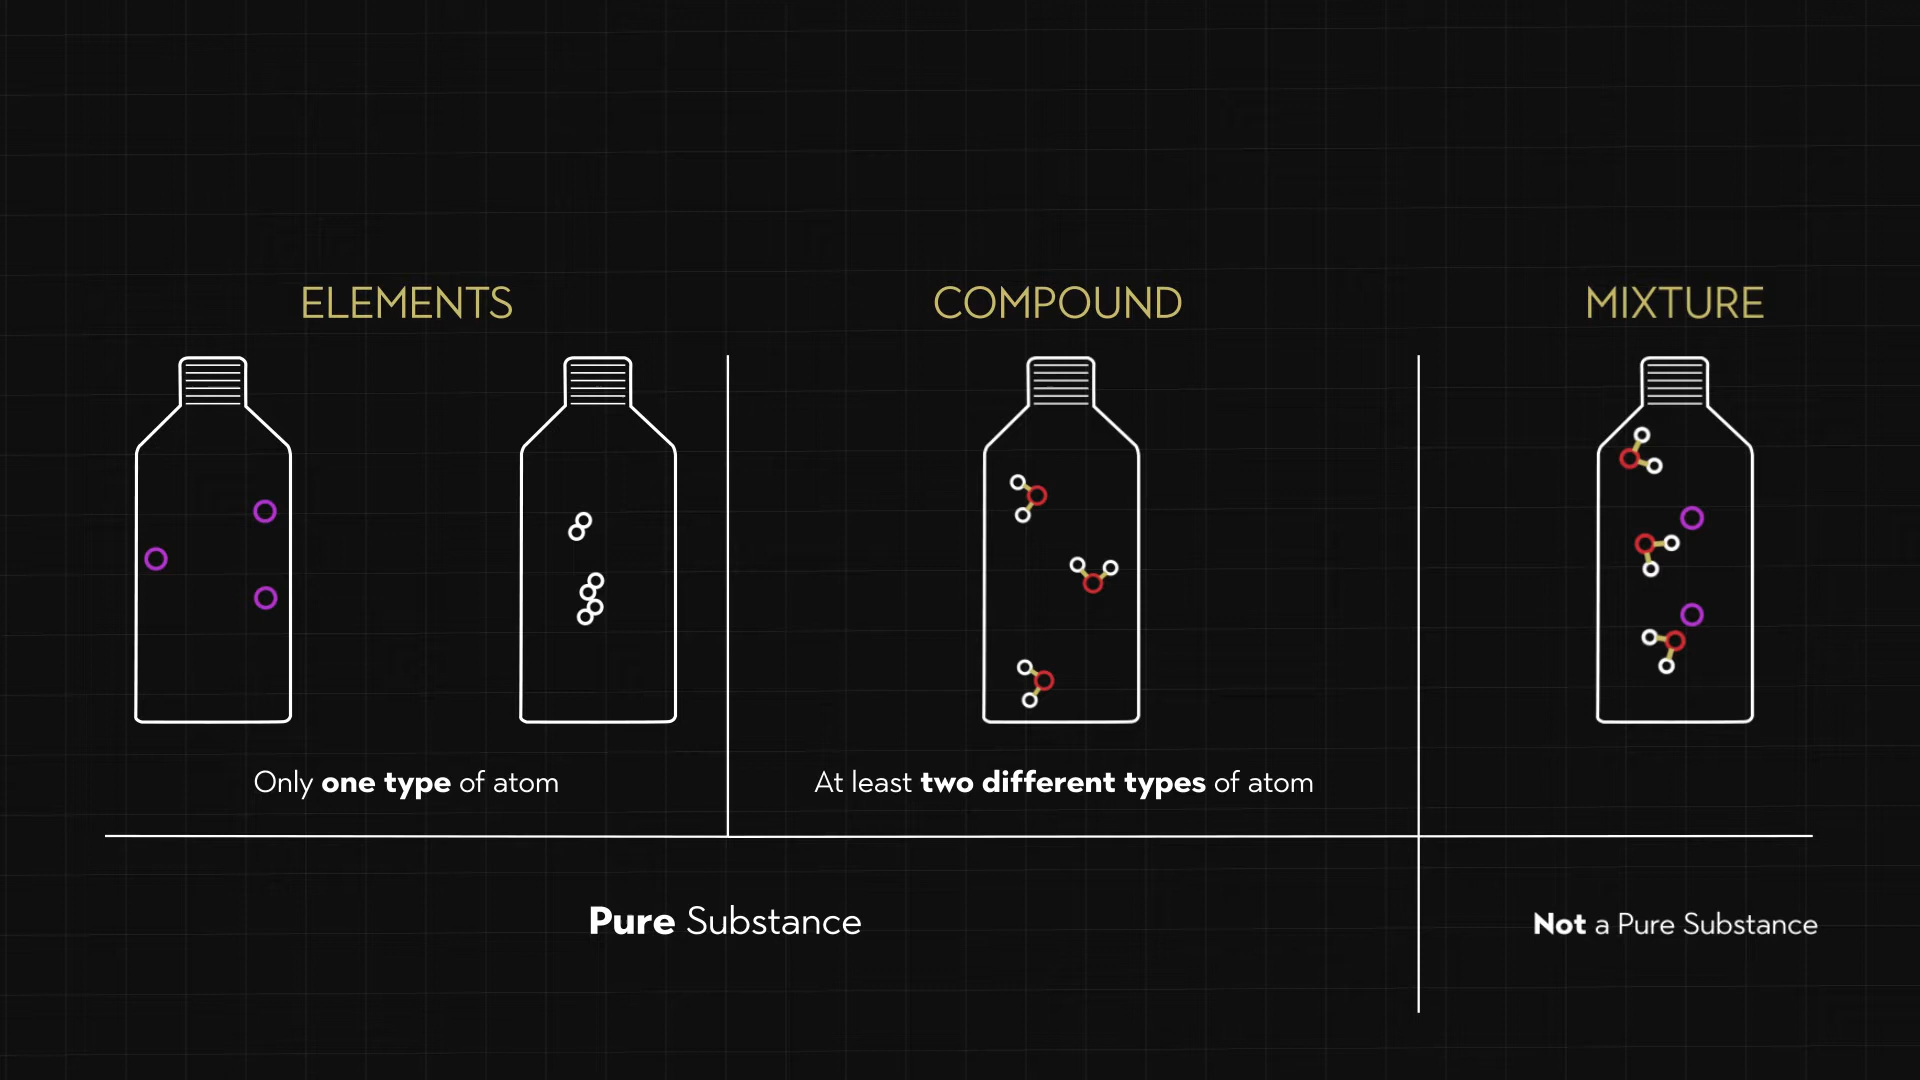 ELEMENTS
COMPOUND
MIXTURE
Only one type of atom
At least two different types of atom
Pure Substance
Not a Pure Substance